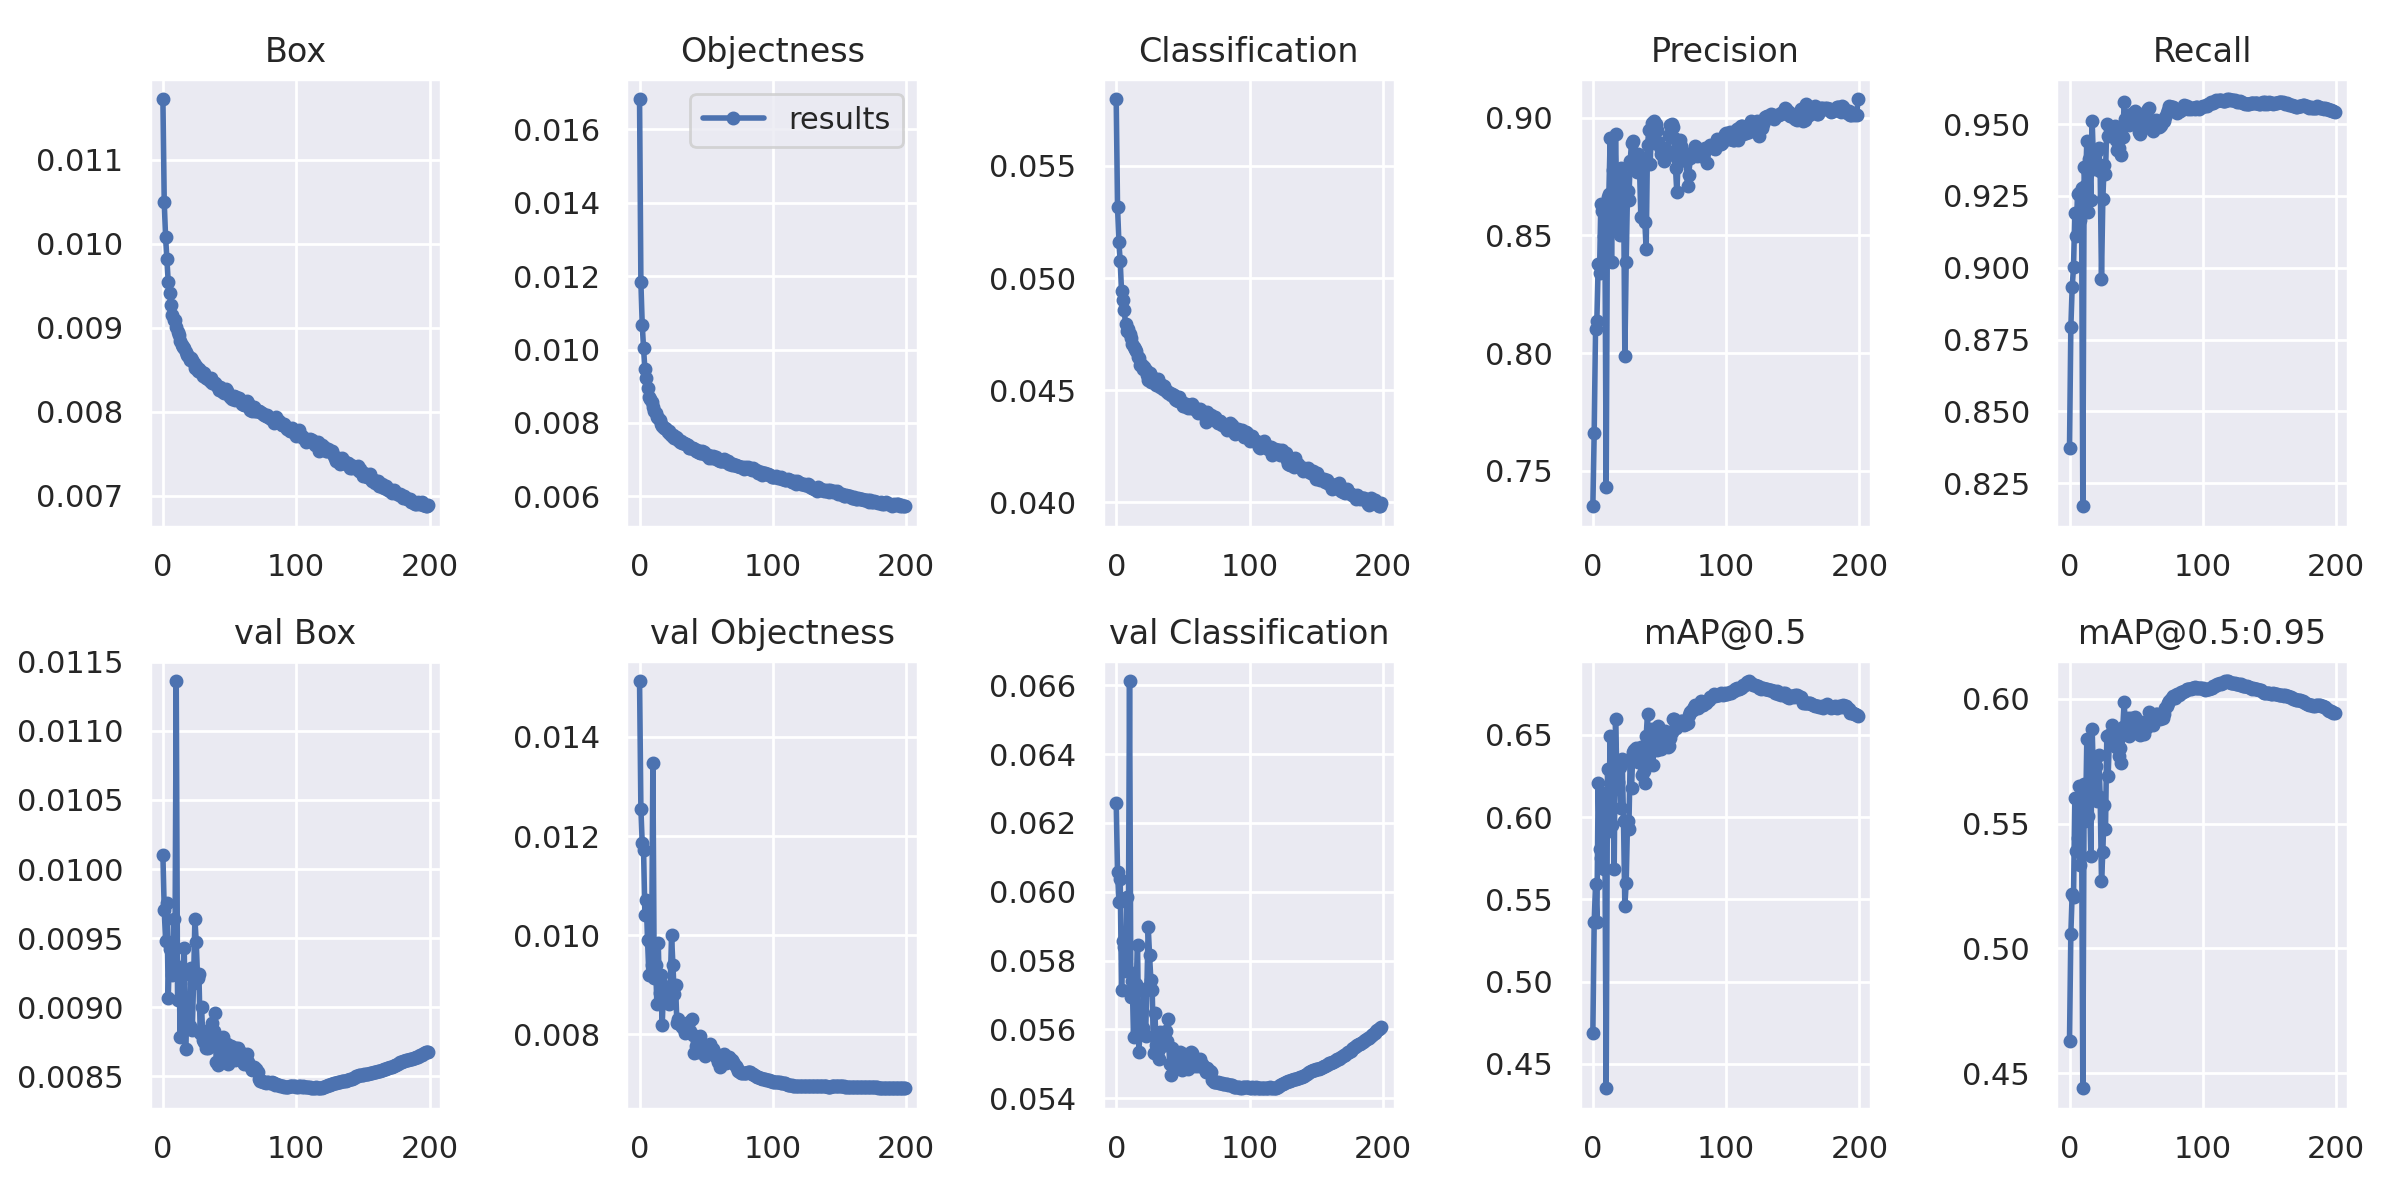 Box
Objectness
Classification
Precision
Recall
0.011
0.010
0.009
0.008
0.007
0 100 200
results
0.016
0.014
0.012
0.010
0.008
0.006
0 100 200
0.055
0.050
0.045
0.040
0 100 200
0.90
0.85
0.80
0.75
0 100 200
0.950
0.925
0.900
0.875
0.850
0.825
0 100 200
val Box
val Objectness
val Classification
mAP@0.5
mAP@0.5:0.95
0.0115
0.0110
0.0105
0.0100
0.0095
0.0090
0.0085
0 100 200
0.014
0.012
0.010
0.008
0 100 200
0.066
0.064
0.062
0.060
0.058
0.056
0.054
0 100 200
0.65
0.60
0.55
0.50
0.45
0 100 200
0.60
0.55
0.50
0.45
0 100 200